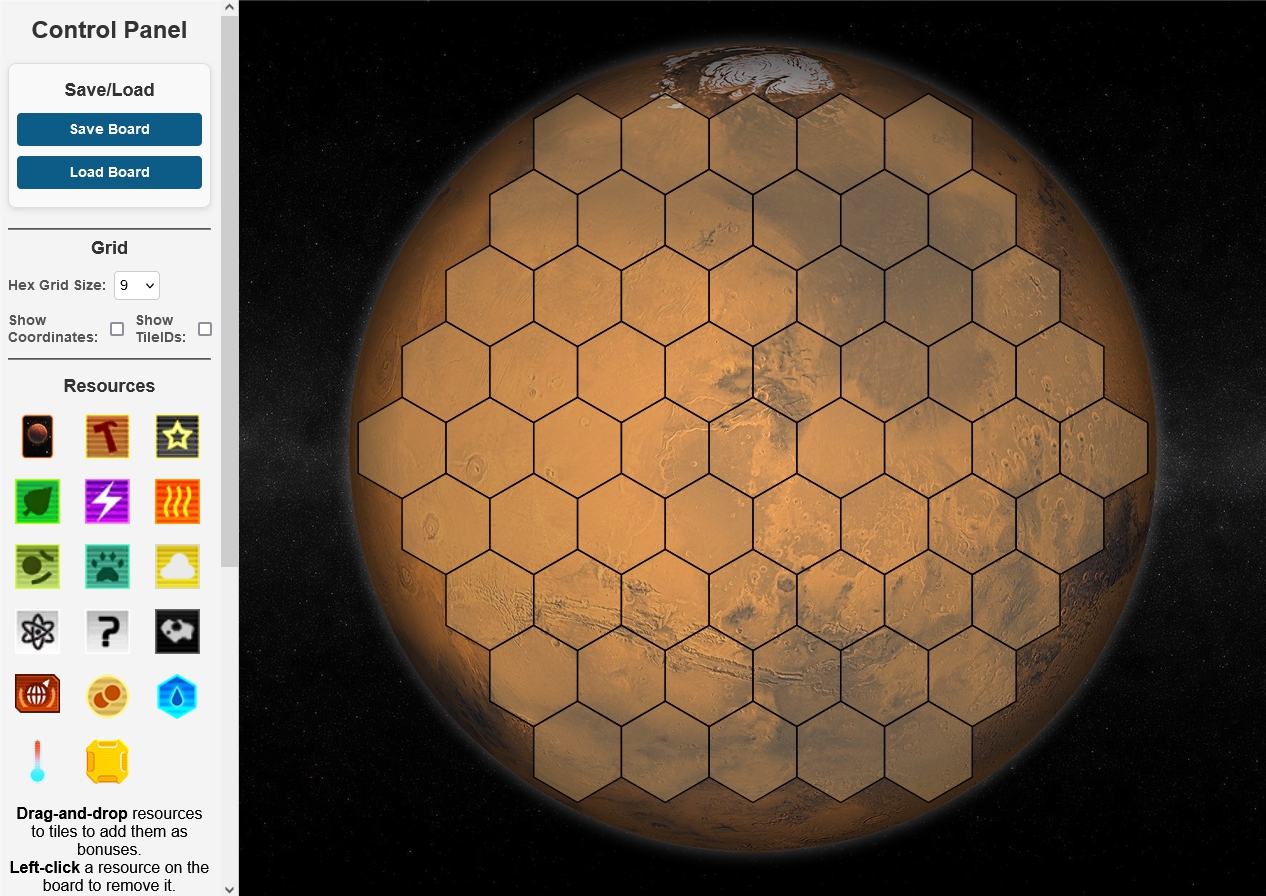 Control Panel
Save/Load
Save Board
Load Board
Grid
Hex Grid Size: 9
Show Coordinates:
Show TileIDs:
Resources
?
Drag-and-drop resources
to tiles to add them as
bonuses.
Left-click a resource on the
board to remove it.